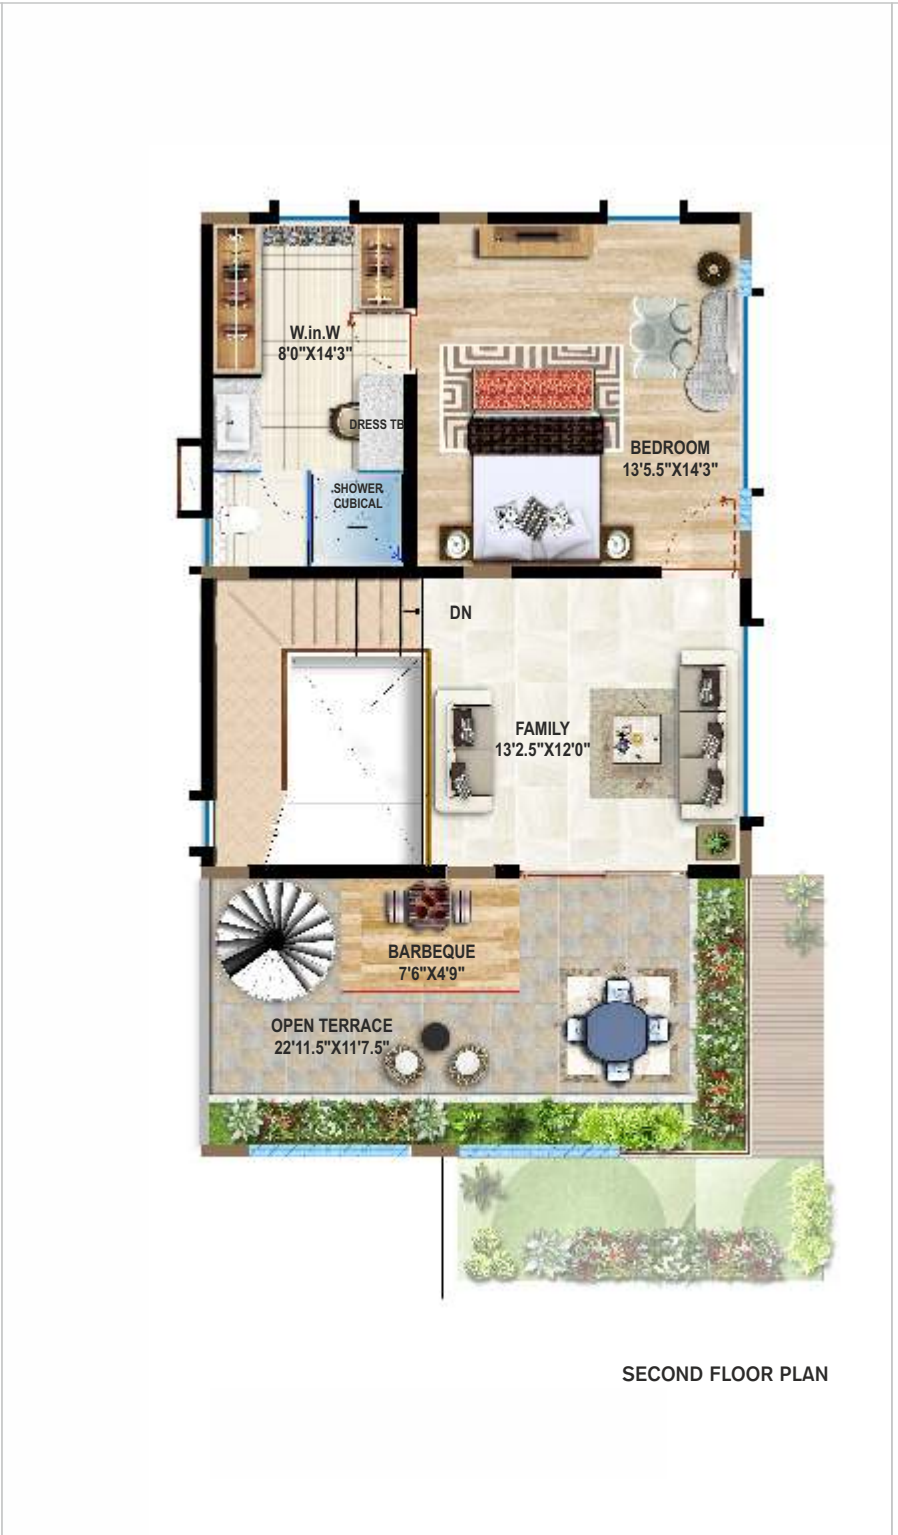 W.in.W
8'0"X14'3"
DRESS TB
SHOWER
CUBICAL
BEDROOM
13'5.5"X14'3"
DN
FAMILY
13'2.5"X12'0"
BARBEQUE
7'6"X4'9"
OPEN TERRACE
22'11.5"X11'7.5"
SECOND FLOOR PLAN